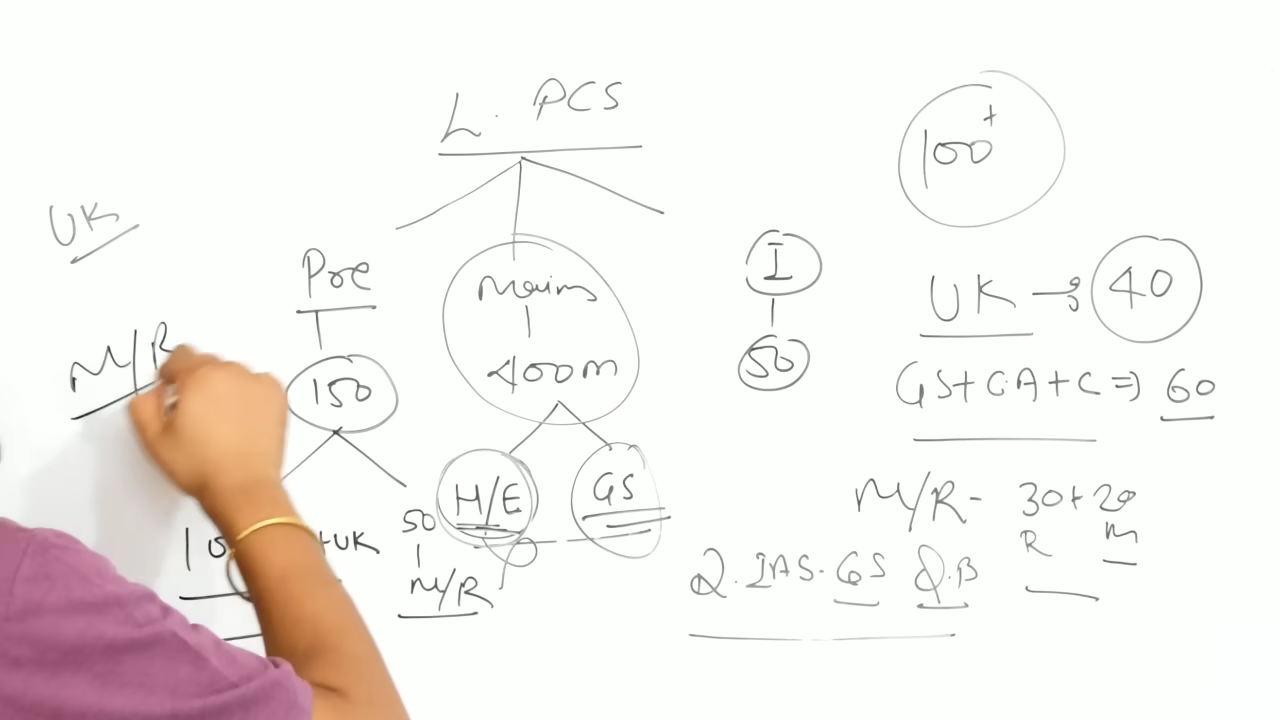 L. PCS
100+
UK
Pre
Mains
I
UK → 40
M/R
150
400m
50
GS+C.A+C ⇒ 60
H/E
GS
M/R- 30+20
R M
50
+UK
M/R
2. IAS. GS Q.B